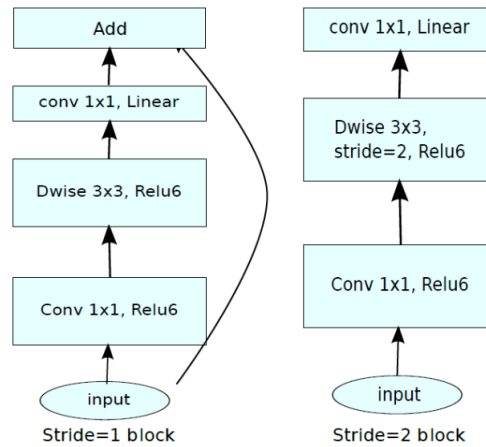 Add
conv 1x1, Linear
Dwise 3x3, Relu6
Conv 1x1, Relu6
input
Stride=1 block
conv 1x1, Linear
Dwise 3x3,
stride=2, Relu6
Conv 1x1, Relu6
input
Stride=2 block